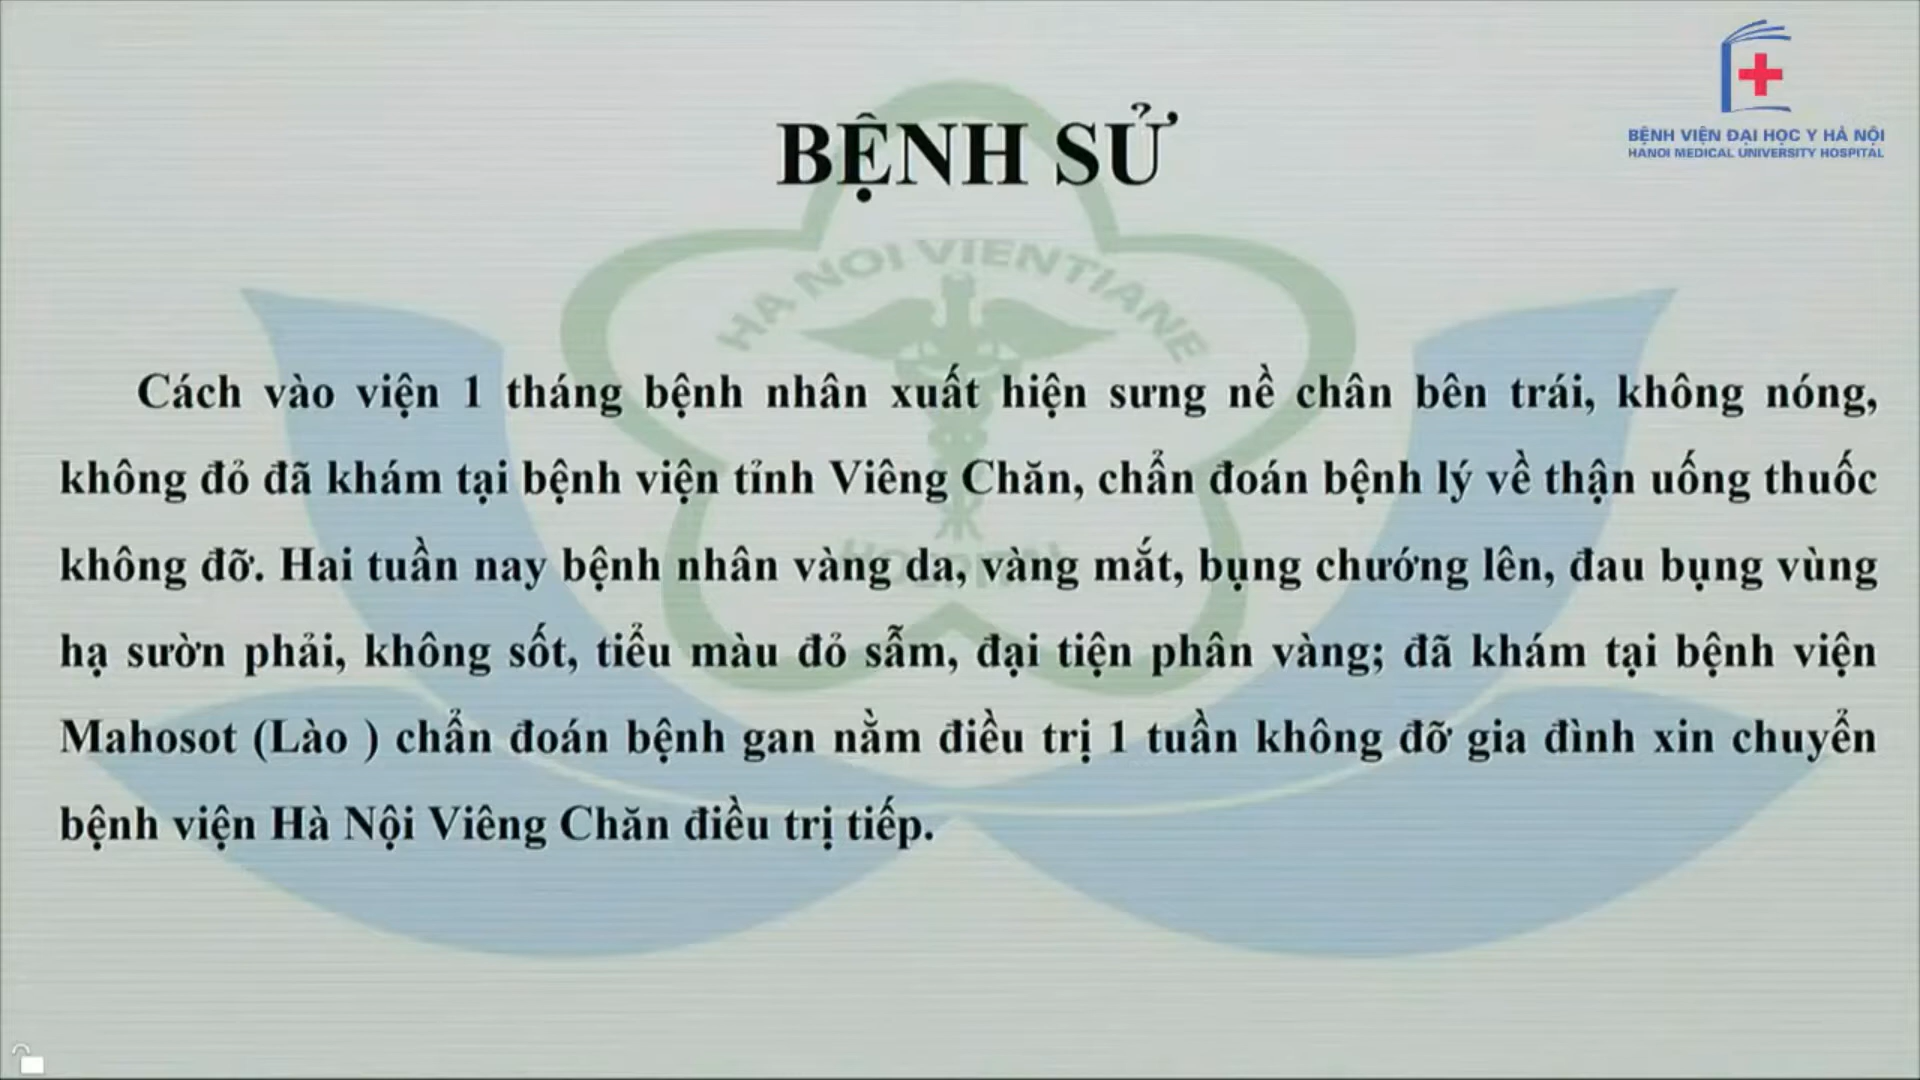 BỆNH VIỆN ĐẠI HỌC Y HÀ NỘI
HANOI MEDICAL UNIVERSITY HOSPITAL
BỆNH SỬ
HA NOI VIENTIANE
HOSPITAL
Cách vào viện 1 tháng bệnh nhân xuất hiện sưng nề chân bên trái, không nóng,
không đỏ đã khám tại bệnh viện tỉnh Viêng Chăn, chẩn đoán bệnh lý về thận uống thuốc
không đỡ. Hai tuần nay bệnh nhân vàng da, vàng mắt, bụng chướng lên, đau bụng vùng
hạ sườn phải, không sốt, tiểu màu đỏ sẫm, đại tiện phân vàng; đã khám tại bệnh viện
Mahosot (Lào ) chẩn đoán bệnh gan nằm điều trị 1 tuần không đỡ gia đình xin chuyển
bệnh viện Hà Nội Viêng Chăn điều trị tiếp.